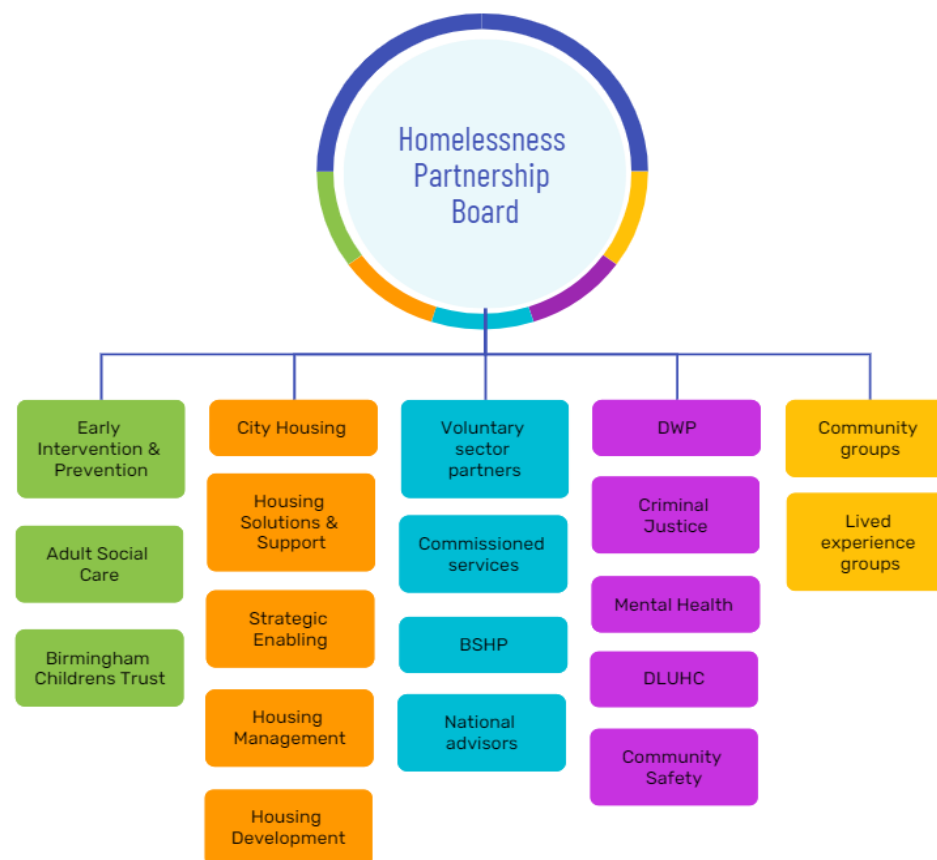 Homelessness
Partnership
Board
Early
Intervention &
Prevention
Adult Social
Care
Birmingham
Childrens Trust
City Housing
Housing
Solutions &
Support
Strategic
Enabling
Housing
Management
Housing
Development
Voluntary
sector
partners
Commissioned
services
BSHP
National
advisors
DWP
Criminal
Justice
Mental Health
DLUHC
Community
Safety
Community
groups
Lived
experience
groups